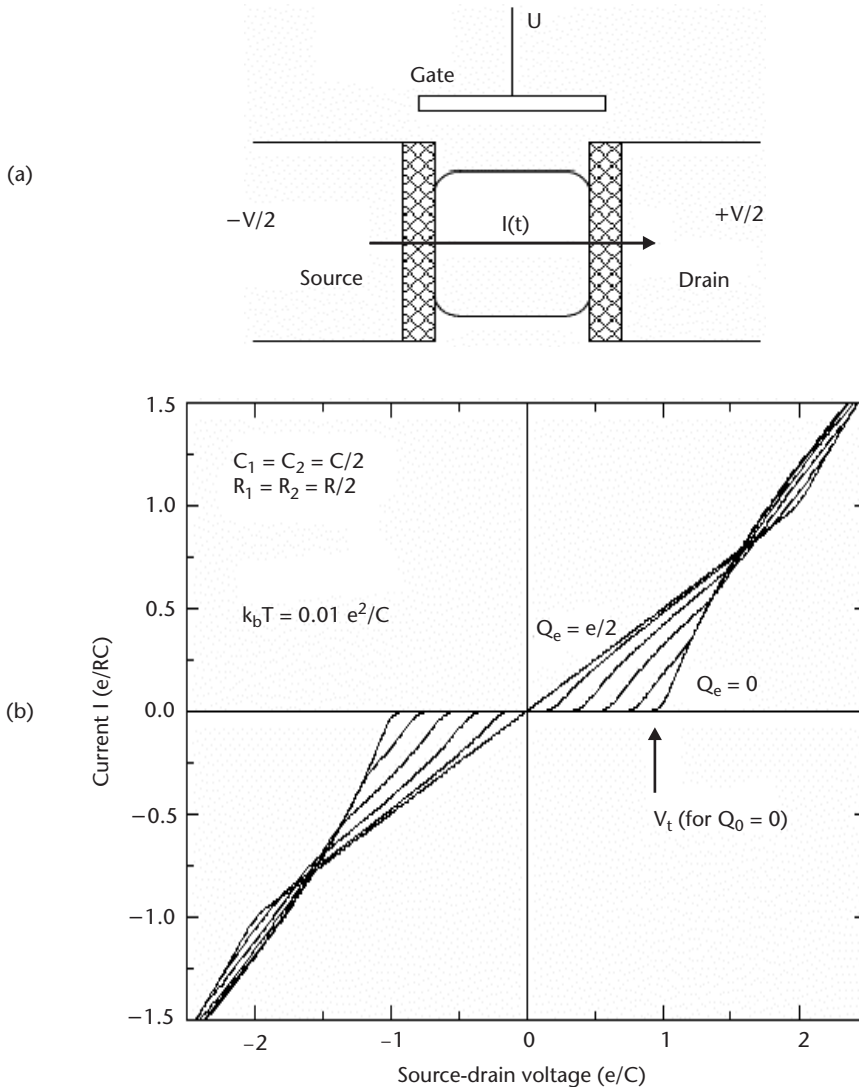 (a)
U
Gate
−V/2
I(t)
+V/2
Source
Drain
(b)
C₁ = C₂ = C/2
R₁ = R₂ = R/2
k_bT = 0.01 e²/C
Q_e = e/2
Q_e = 0
V_t (for Q₀ = 0)
Current I (e/RC)
1.5
1.0
0.5
0.0
−0.5
−1.0
−1.5
−2
−1
0
1
2
Source-drain voltage (e/C)